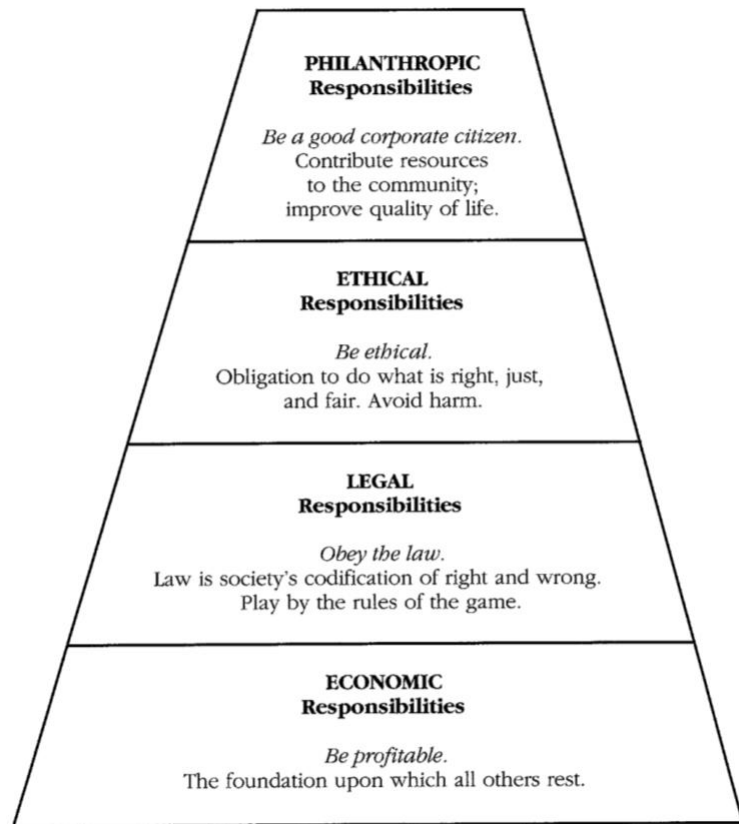 PHILANTHROPIC
Responsibilities
Be a good corporate citizen.
Contribute resources
to the community;
improve quality of life.
ETHICAL
Responsibilities
Be ethical.
Obligation to do what is right, just,
and fair. Avoid harm.
LEGAL
Responsibilities
Obey the law.
Law is society's codification of right and wrong.
Play by the rules of the game.
ECONOMIC
Responsibilities
Be profitable.
The foundation upon which all others rest.